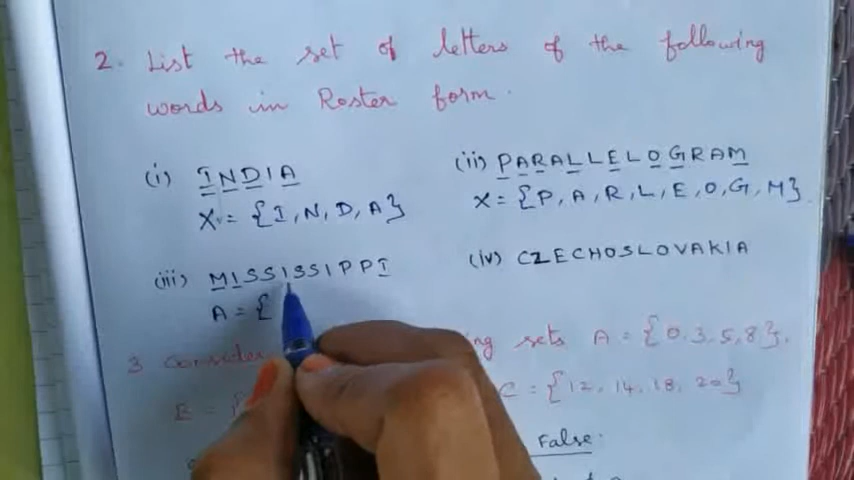 2. List the set of letters of the following
words in Roster form.
(i) INDIA
X = {I, N, D, A}
(ii) PARALLELOGRAM
X = {P, A, R, L, E, O, G, M}.
(iii) MISSISSIPPI
A = {
(iv) CZECHOSLOVAKIA
3 Consider ing sets A = {0,3,5,8},
B = { C = {12, 14, 18, 20}
False: